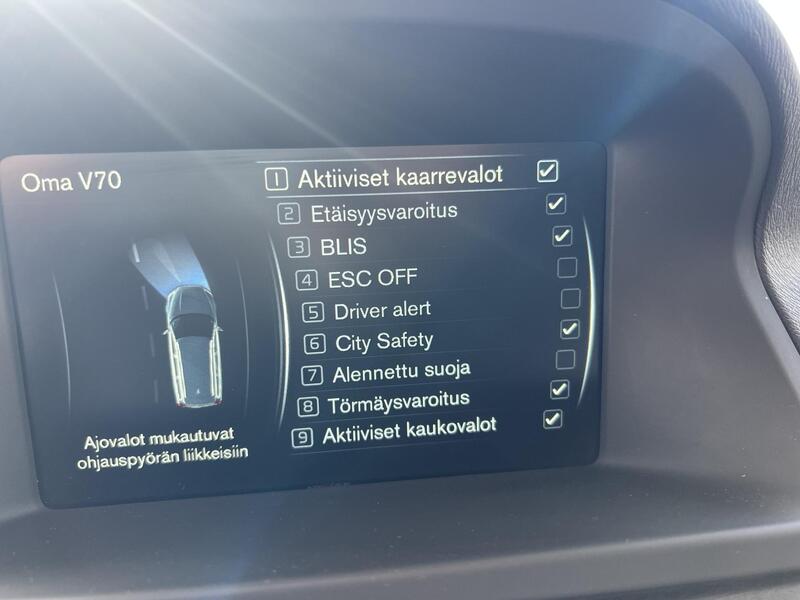 Oma V70
1 Aktiiviset kaarrevalot
2 Etäisyysvaroitus
3 BLIS
4 ESC OFF
5 Driver alert
6 City Safety
7 Alennettu suoja
8 Törmäysvaroitus
9 Aktiiviset kaukovalot
Ajovalot mukautuvat
ohjauspyörän liikkeisiin